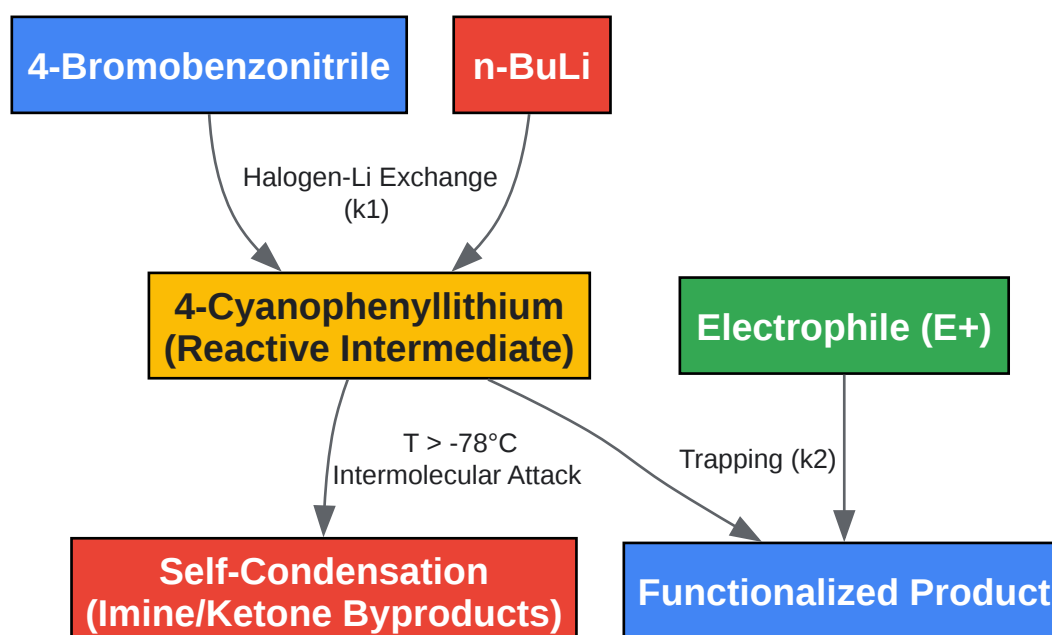 4-Bromobenzonitrile
n-BuLi
Halogen-Li Exchange
(k1)
4-Cyanophenyllithium
(Reactive Intermediate)
Electrophile (E+)
T > -78°C
Intermolecular Attack
Trapping (k2)
Self-Condensation
(Imine/Ketone Byproducts)
Functionalized Product